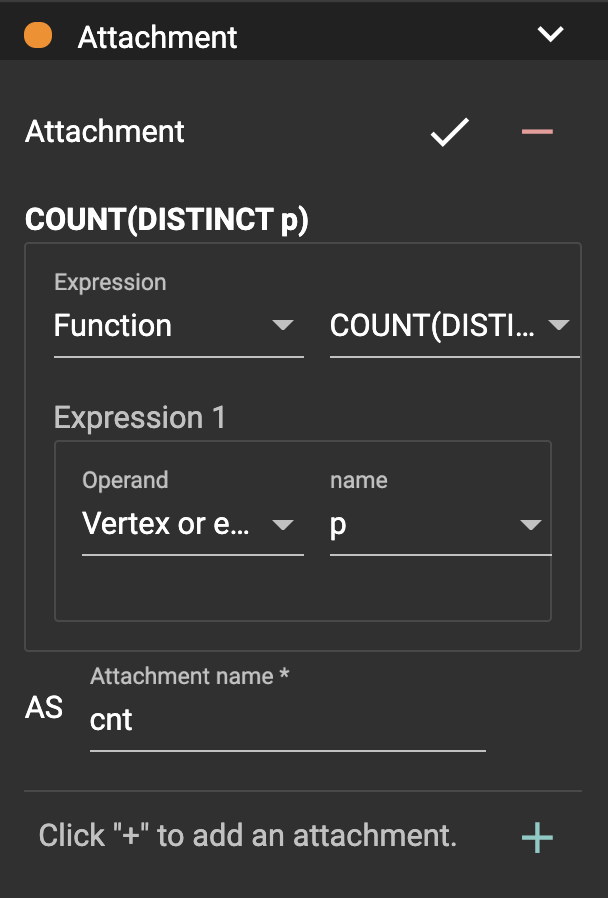 Attachment
Attachment
COUNT(DISTINCT p)
Expression
Function COUNT(DISTI...
Expression 1
Operand name
Vertex or e... p
Attachment name *
AS cnt
Click "+" to add an attachment.